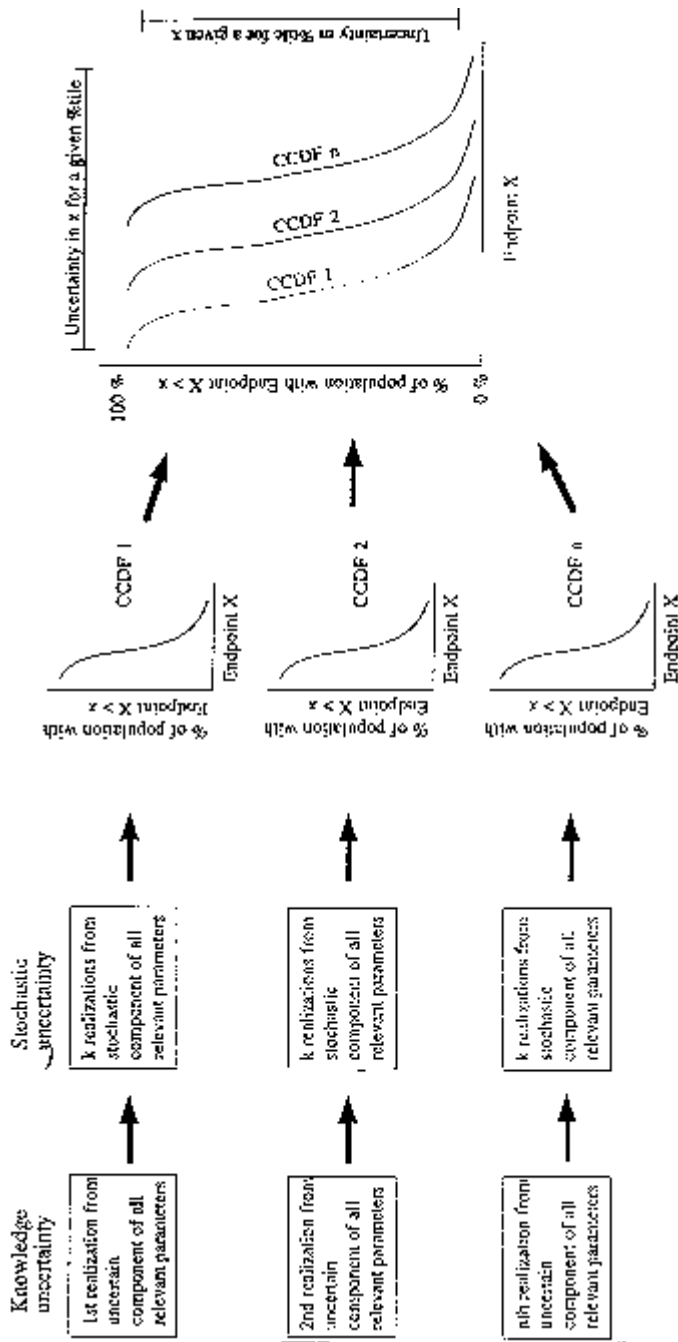 Knowledge
uncertainty
Stochastic
uncertainty
1st realization from
uncertain
component of all
relevant parameters
k realizations from
stochastic
component of all
relevant parameters
% of population with
Endpoint X > x
CCDF 1
Endpoint X
2nd realization from
uncertain
component of all
relevant parameters
k realizations from
stochastic
component of all
relevant parameters
% of population with
Endpoint X > x
CCDF 2
Endpoint X
nth realization from
uncertain
component of all
relevant parameters
k realizations from
stochastic
component of all
relevant parameters
% of population with
Endpoint X > x
CCDF n
Endpoint X
Uncertainty in x for a given %tile
100 %
% of population with Endpoint X > x
0 %
CCDF 1
CCDF 2
CCDF n
Endpoint X
Uncertainty in %tile for a given x